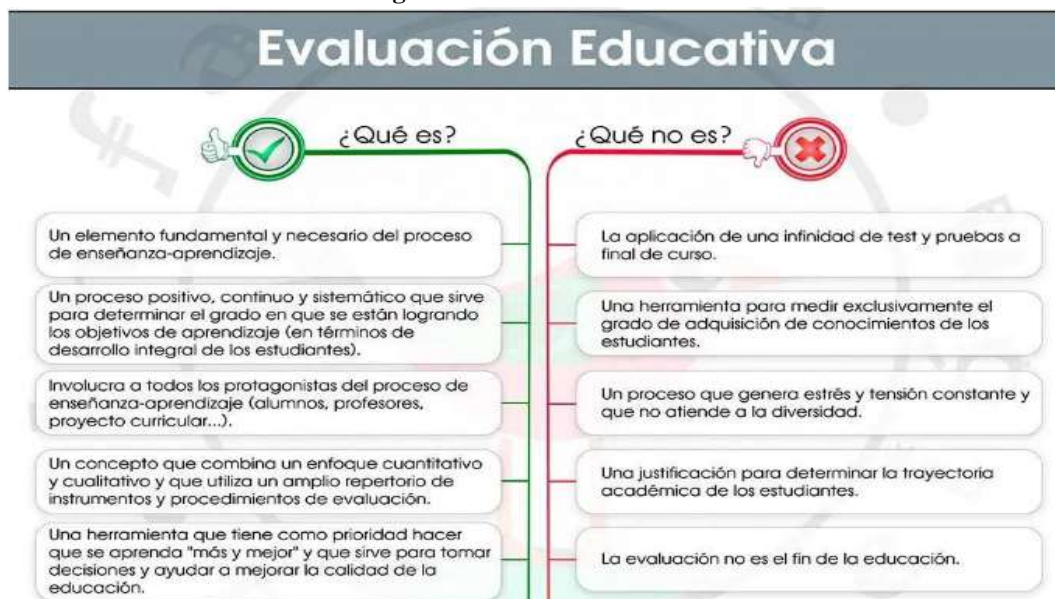 Evaluación Educativa
¿Qué es?
Un elemento fundamental y necesario del proceso
de enseñanza-aprendizaje.
Un proceso positivo, continuo y sistemático que sirve
para determinar el grado en que se están logrando
los objetivos de aprendizaje (en términos de
desarrollo integral de los estudiantes).
Involucra a todos los protagonistas del proceso de
enseñanza-aprendizaje (alumnos, profesores,
proyecto curricular...).
Un concepto que combina un enfoque cuantitativo
y cualitativo y que utiliza un amplio repertorio de
instrumentos y procedimientos de evaluación.
Una herramienta que tiene como prioridad hacer
que se aprenda "más y mejor" y que sirve para tomar
decisiones y ayudar a mejorar la calidad de la
educación.
¿Qué no es?
La aplicación de una infinidad de test y pruebas a
final de curso.
Una herramienta para medir exclusivamente el
grado de adquisición de conocimientos de los
estudiantes.
Un proceso que genera estrés y tensión constante y
que no atiende a la diversidad.
Una justificación para determinar la trayectoria
académica de los estudiantes.
La evaluación no es el fin de la educación.